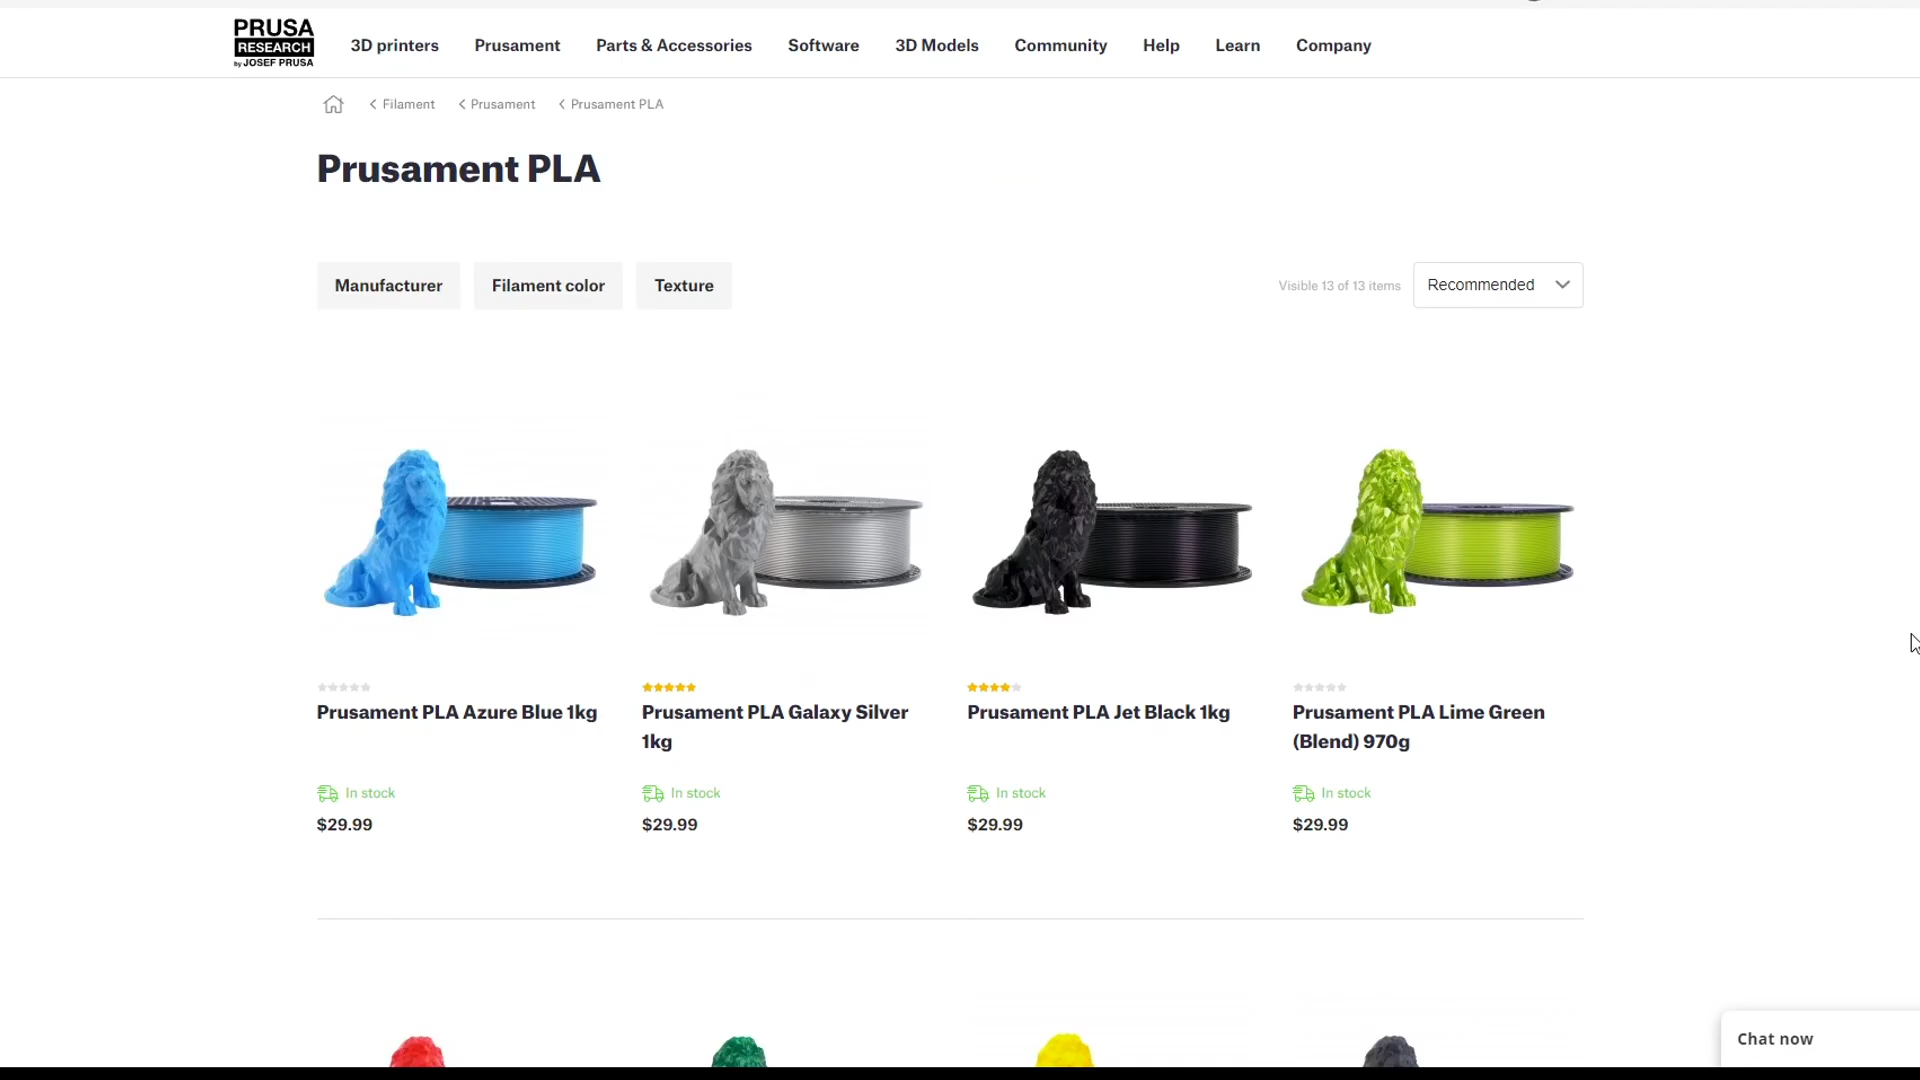 PRUSA
RESEARCH
by JOSEF PRUSA
3D printers Prusament Parts & Accessories Software 3D Models Community Help Learn Company
Filament Prusament Prusament PLA
Prusament PLA
Manufacturer Filament color Texture Visible 13 of 13 items Recommended
Prusament PLA Azure Blue 1kg
Prusament PLA Galaxy Silver
1kg
Prusament PLA Jet Black 1kg
Prusament PLA Lime Green
(Blend) 970g
In stock In stock In stock In stock
$29.99 $29.99 $29.99 $29.99
Chat now